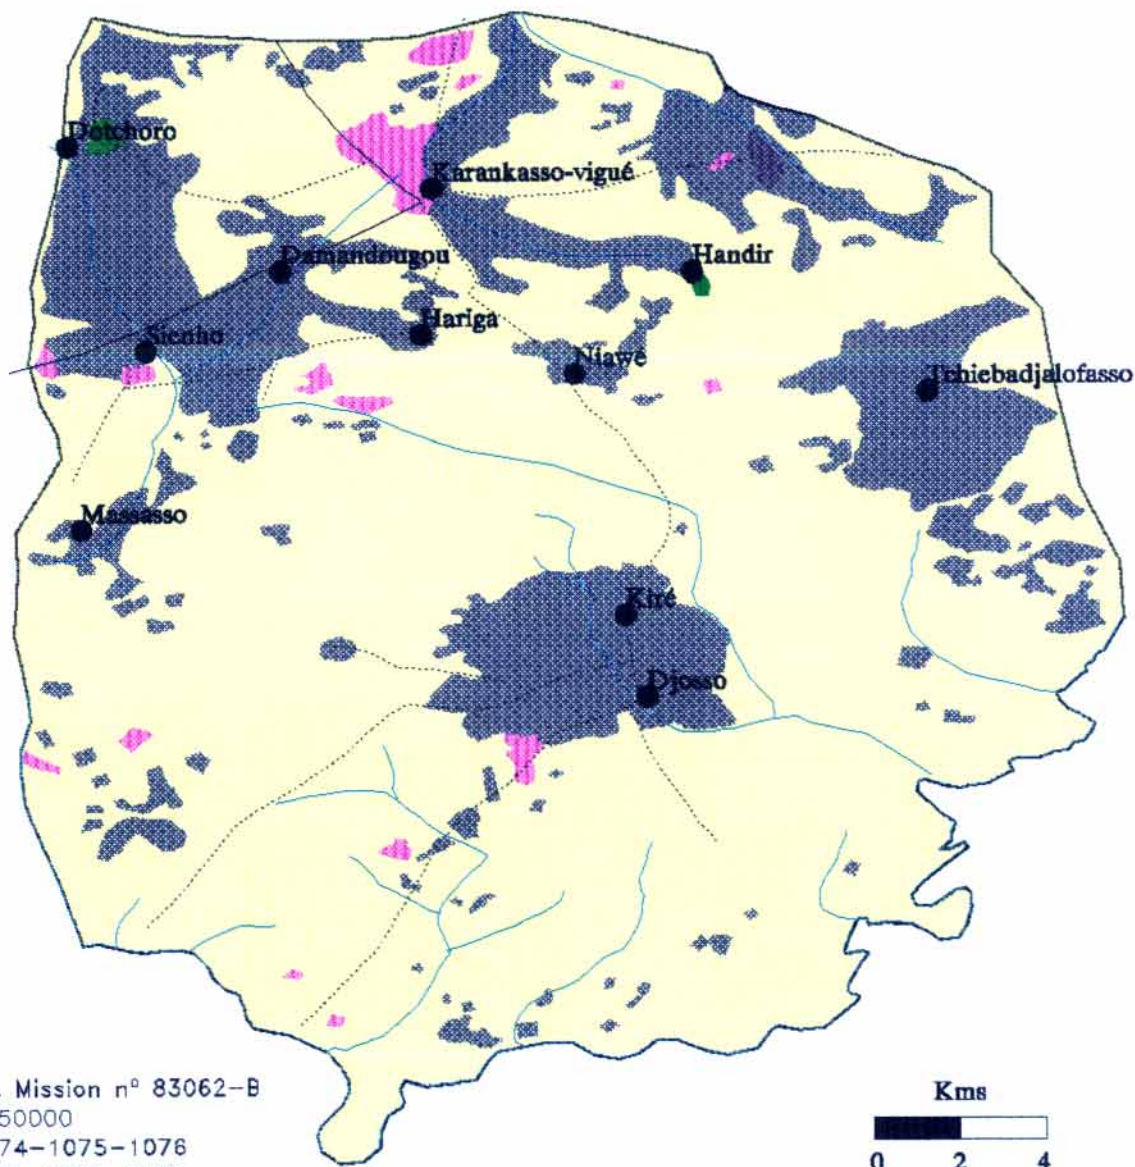 Dotchoro
Karankasso-vigué
Damandougou
Handir
Hariga
Sienho
Niawé
Tchiebadjalofasso
Massasso
Kiré
Djosso
. Mission nº 83062-B
50000
74-1075-1076
Kms
0 2 4